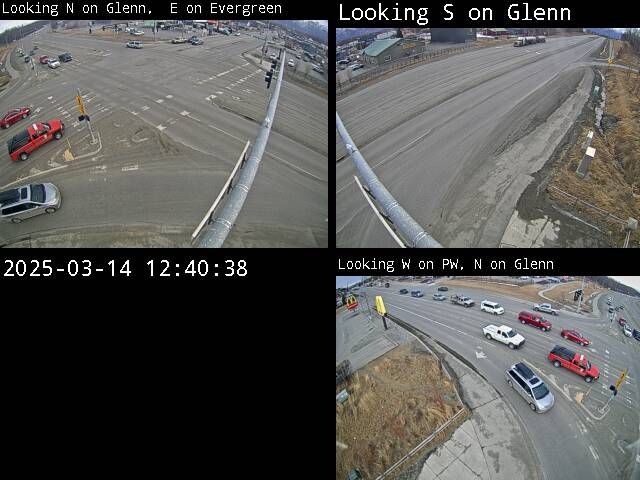 Looking N on Glenn,  E on Evergreen
Looking S on Glenn
2025-03-14 12:40:38
Looking W on PW, N on Glenn